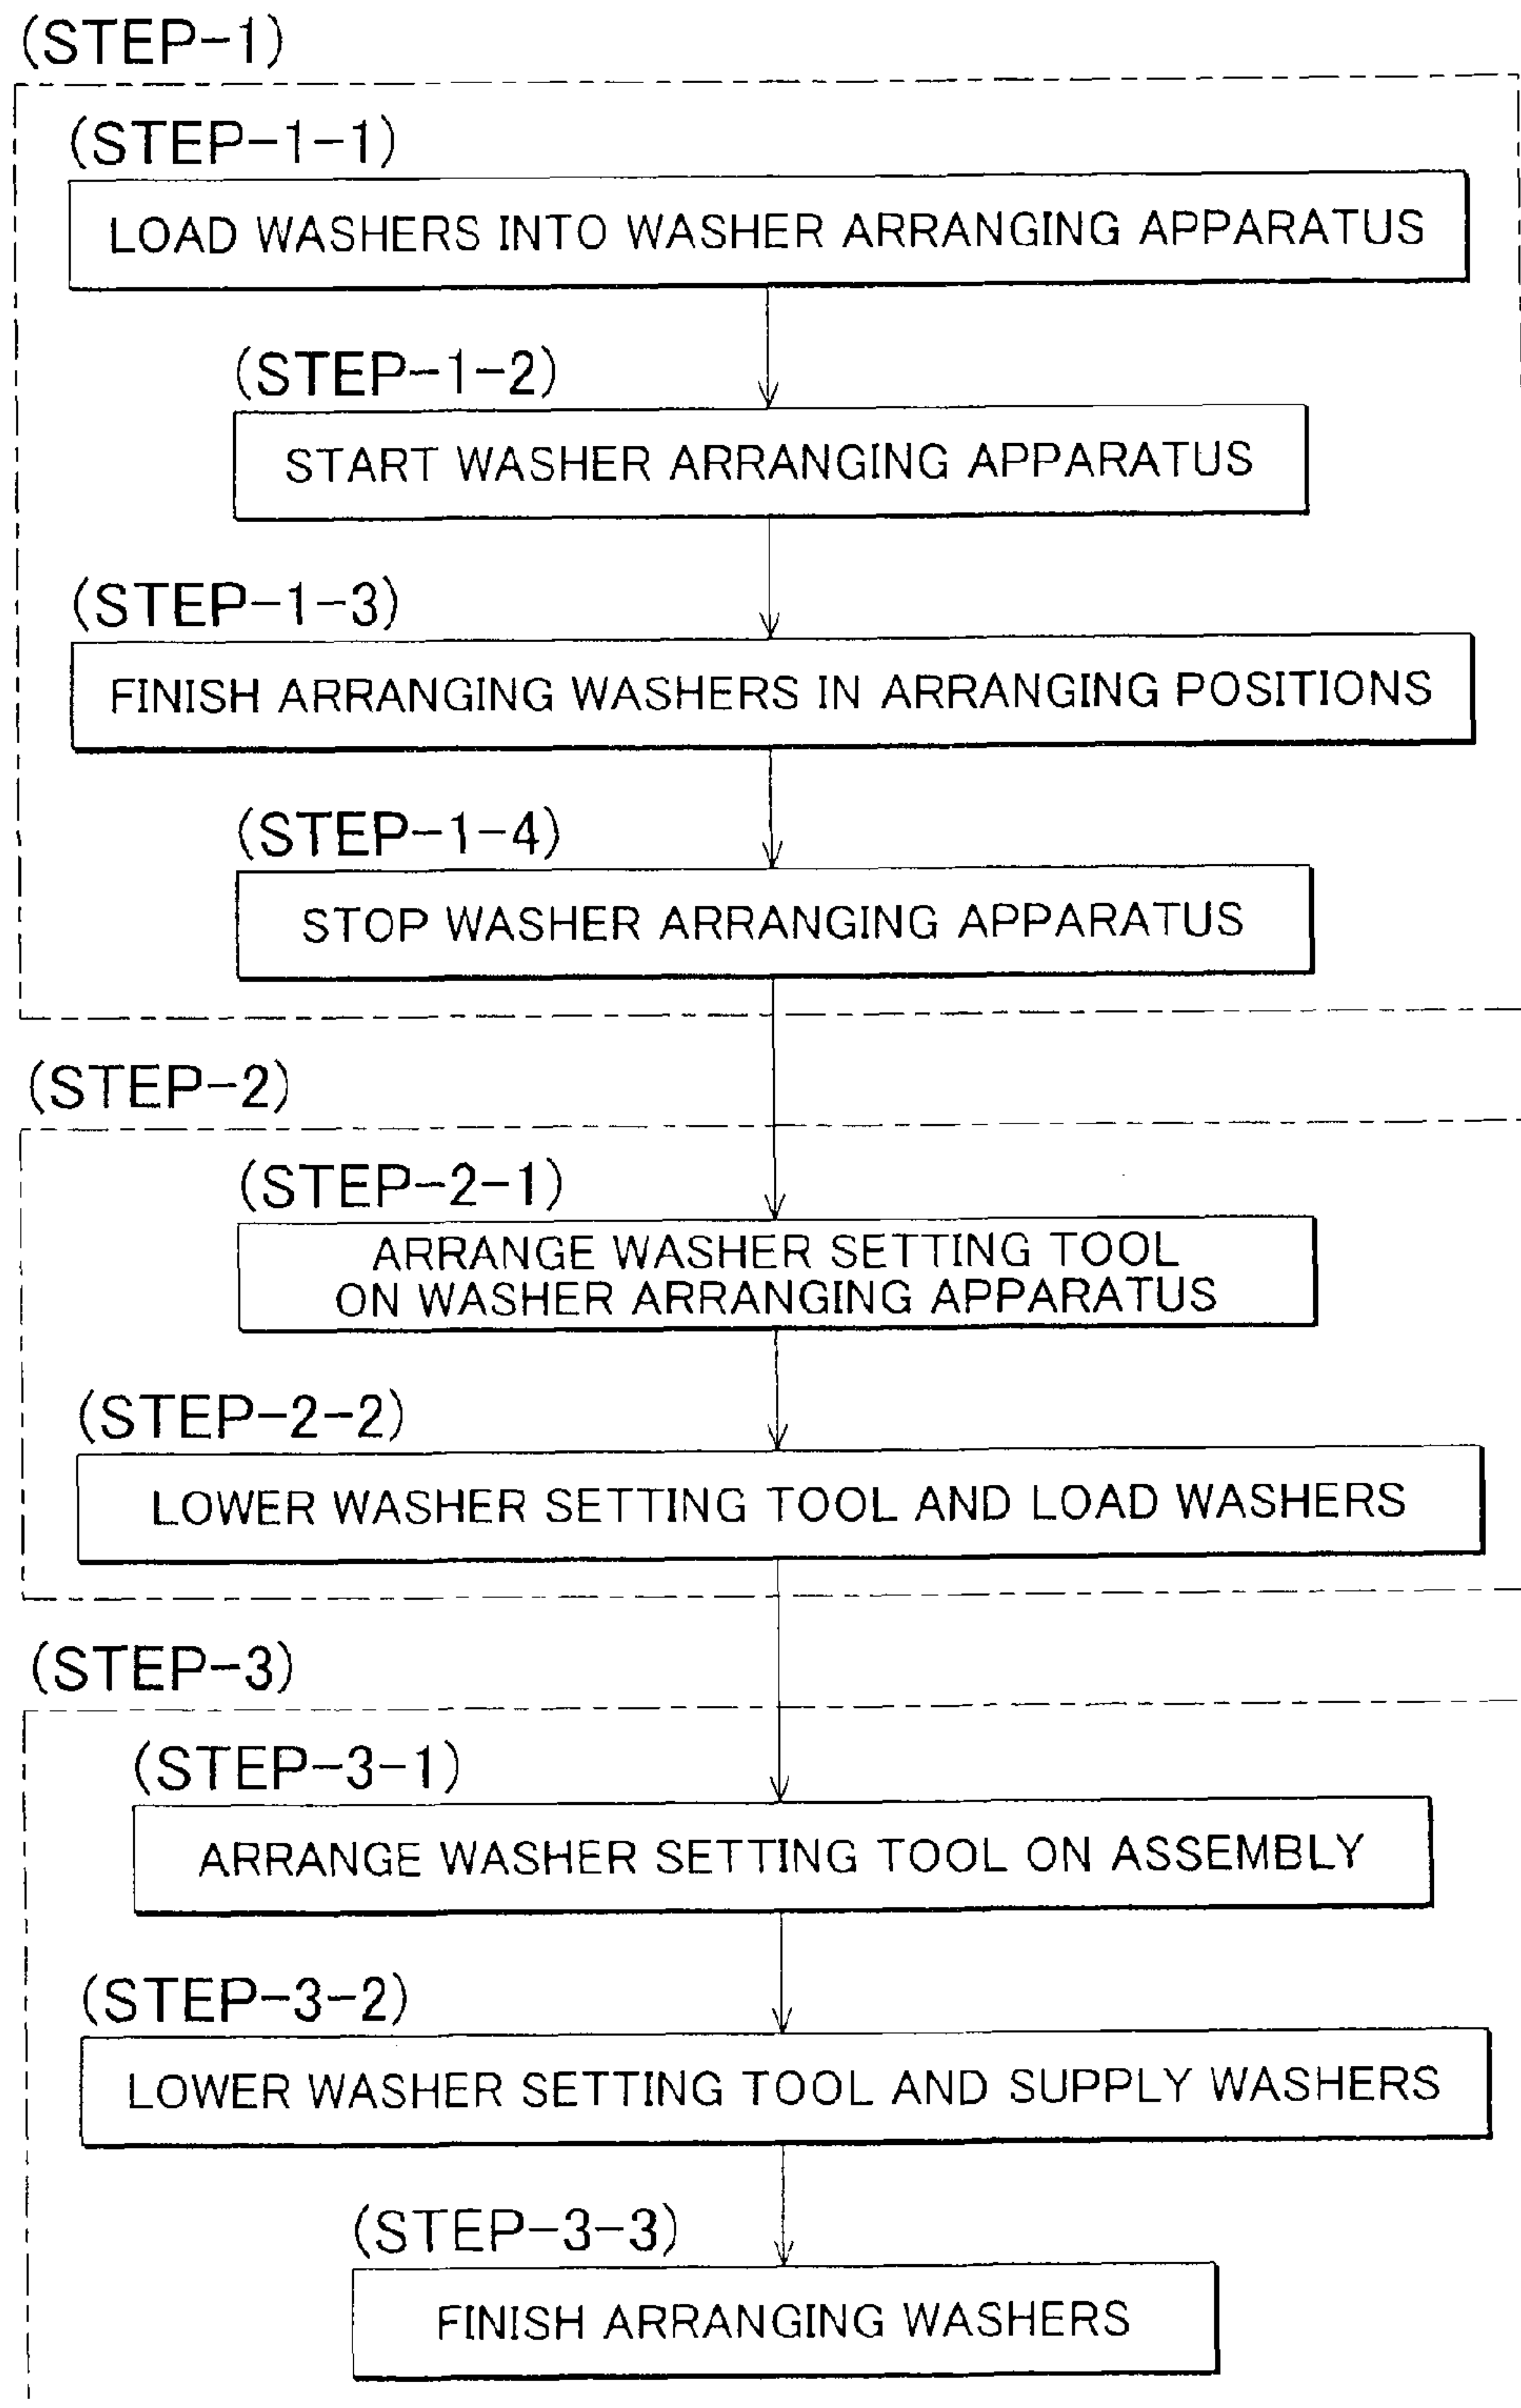 (STEP-1)
(STEP-1-1)
LOAD WASHERS INTO WASHER ARRANGING APPARATUS
(STEP-1-2)
START WASHER ARRANGING APPARATUS
(STEP-1-3)
FINISH ARRANGING WASHERS IN ARRANGING POSITIONS
(STEP-1-4)
STOP WASHER ARRANGING APPARATUS
(STEP-2)
(STEP-2-1)
ARRANGE WASHER SETTING TOOL
ON WASHER ARRANGING APPARATUS
(STEP-2-2)
LOWER WASHER SETTING TOOL AND LOAD WASHERS
(STEP-3)
(STEP-3-1)
ARRANGE WASHER SETTING TOOL ON ASSEMBLY
(STEP-3-2)
LOWER WASHER SETTING TOOL AND SUPPLY WASHERS
(STEP-3-3)
FINISH ARRANGING WASHERS